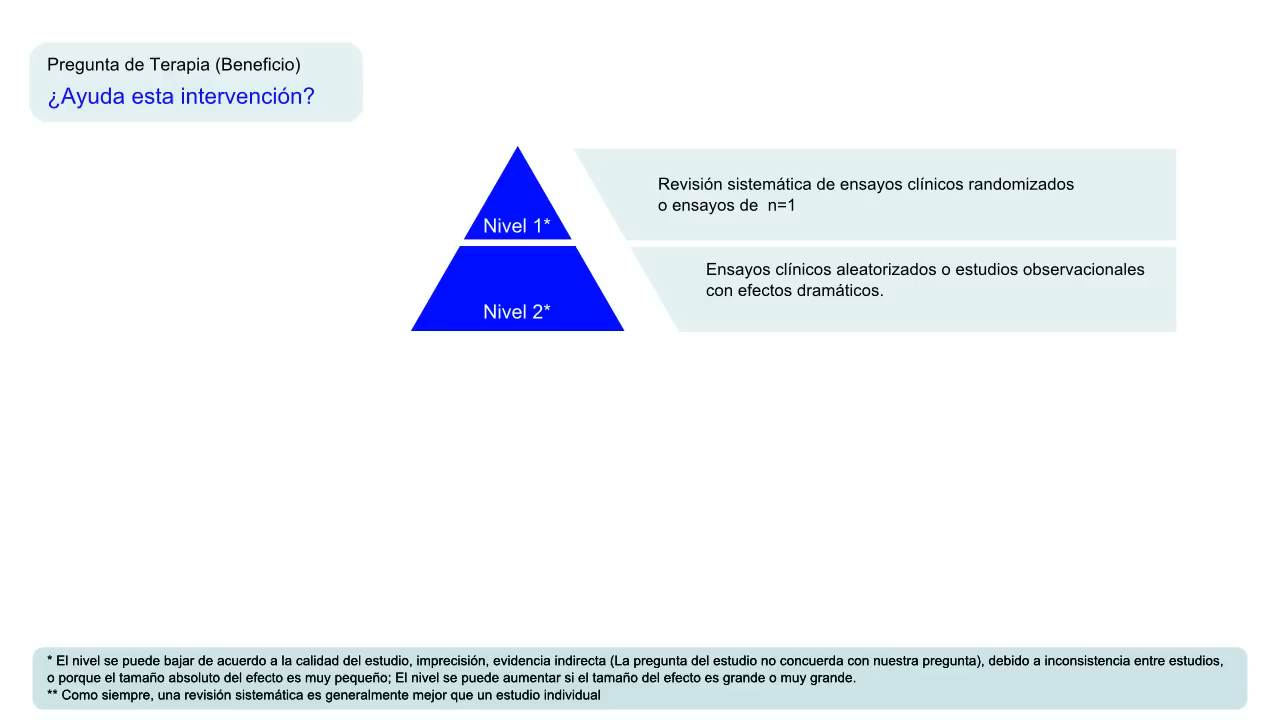 Pregunta de Terapia (Beneficio)
¿Ayuda esta intervención?
Nivel 1*
Revisión sistemática de ensayos clínicos randomizados
o ensayos de n=1
Nivel 2*
Ensayos clínicos aleatorizados o estudios observacionales
con efectos dramáticos.
* El nivel se puede bajar de acuerdo a la calidad del estudio, imprecisión, evidencia indirecta (La pregunta del estudio no concuerda con nuestra pregunta), debido a inconsistencia entre estudios,
o porque el tamaño absoluto del efecto es muy pequeño; El nivel se puede aumentar si el tamaño del efecto es grande o muy grande.
** Como siempre, una revisión sistemática es generalmente mejor que un estudio individual